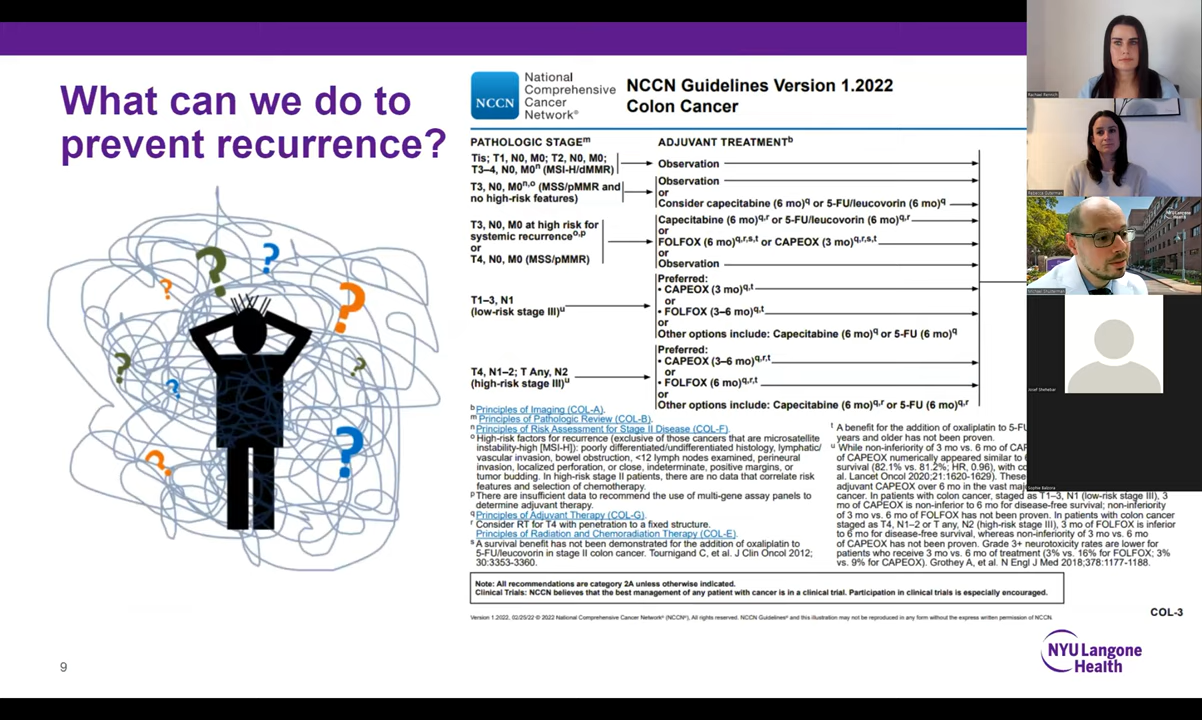 What can we do to
prevent recurrence?
NCCN
National
Comprehensive
Cancer
Network®
NCCN Guidelines Version 1.2022
Colon Cancer
PATHOLOGIC STAGEᵐ
ADJUVANT TREATMENTᵇ
Tis; T1, N0, M0; T2, N0, M0;
T3–4, N0, M0ⁿ (MSI-H/dMMR)
Observation
T3, N0, M0ⁿ,ᵒ (MSS/pMMR and
no high-risk features)
Observation
or
Consider capecitabine (6 mo)q or 5-FU/leucovorin (6 mo)q
T3, N0, M0 at high risk for
systemic recurrenceᵒ,ᵖ
or
T4, N0, M0 (MSS/pMMR)
Capecitabine (6 mo)q,r or 5-FU/leucovorin (6 mo)q,r
or
FOLFOX (6 mo)q,r,s,t or CAPEOX (3 mo)q,r,s,t
or
Observation
T1–3, N1
(low-risk stage III)ᵘ
Preferred:
• CAPEOX (3 mo)q,t
or
• FOLFOX (3–6 mo)q,t
or
Other options include: Capecitabine (6 mo)q or 5-FU (6 mo)q
T4, N1–2; T Any, N2
(high-risk stage III)ᵘ
Preferred:
• CAPEOX (3–6 mo)q,r,t
or
• FOLFOX (6 mo)q,r,t
or
Other options include: Capecitabine (6 mo)q,r or 5-FU (6 mo)q,r
b Principles of Imaging (COL-A).
m Principles of Pathologic Review (COL-B).
n Principles of Risk Assessment for Stage II Disease (COL-F).
o High-risk factors for recurrence (exclusive of those cancers that are microsatellite
instability-high [MSI-H]): poorly differentiated/undifferentiated histology, lymphatic/
vascular invasion, bowel obstruction, <12 lymph nodes examined, perineural
invasion, localized perforation, or close, indeterminate, positive margins, or
tumor budding. In high-risk stage II patients, there are no data that correlate risk
features and selection of chemotherapy.
p There are insufficient data to recommend the use of multi-gene assay panels to
determine adjuvant therapy.
q Principles of Adjuvant Therapy (COL-G).
r Consider RT for T4 with penetration to a fixed structure.
Principles of Radiation and Chemoradiation Therapy (COL-E).
s A survival benefit has not been demonstrated for the addition of oxaliplatin to
5-FU/leucovorin in stage II colon cancer. Tournigand C, et al. J Clin Oncol 2012;
30:3353-3360.
t A benefit for the addition of oxaliplatin to 5-FU
years and older has not been proven.
u While non-inferiority of 3 mo vs. 6 mo of CAP
of CAPEOX numerically appeared similar to
survival (82.1% vs. 81.2%; HR, 0.96), with co
al. Lancet Oncol 2020;21:1620-1629). These
adjuvant CAPEOX over 6 mo in the vast maj
cancer. In patients with colon cancer, staged as T1–3, N1 (low-risk stage III), 3
mo of CAPEOX is non-inferior to 6 mo for disease-free survival; non-inferiority
of 3 mo vs. 6 mo of FOLFOX has not been proven. In patients with colon cancer
staged as T4, N1–2 or T any, N2 (high-risk stage III), 3 mo of FOLFOX is inferior
to 6 mo for disease-free survival, whereas non-inferiority of 3 mo vs. 6 mo
of CAPEOX has not been proven. Grade 3+ neurotoxicity rates are lower for
patients who receive 3 mo vs. 6 mo of treatment (3% vs. 16% for FOLFOX; 3%
vs. 9% for CAPEOX). Grothey A, et al. N Engl J Med 2018;378:1177-1188.
Note: All recommendations are category 2A unless otherwise indicated.
Clinical Trials: NCCN believes that the best management of any patient with cancer is in a clinical trial. Participation in clinical trials is especially encouraged.
Version 1.2022, 02/25/22 © 2022 National Comprehensive Cancer Network® (NCCN®), All rights reserved. NCCN Guidelines® and this illustration may not be reproduced in any form without the express written permission of NCCN.
COL-3
9
NYU Langone
Health